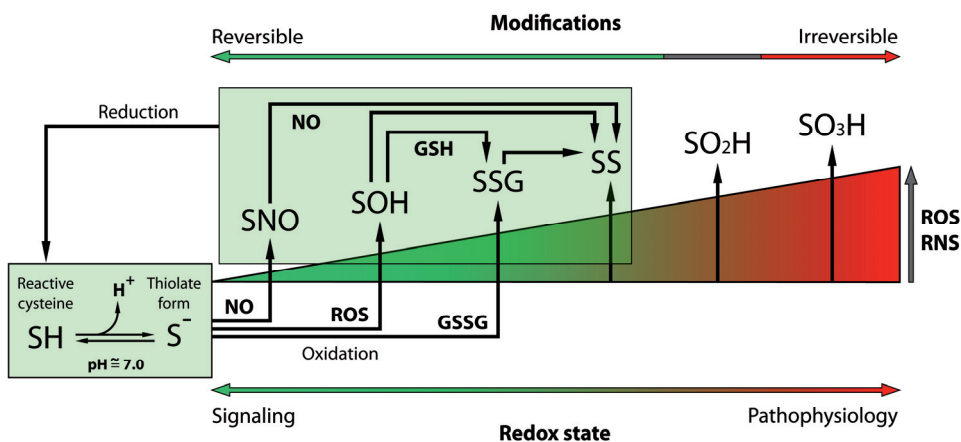 Modifications
Reversible
Irreversible
Reduction
NO
GSH
SNO
SOH
SSG
SS
SO₂H
SO₃H
ROS
RNS
Reactive
cysteine
H⁺
Thiolate
form
SH
S⁻
pH ≅ 7.0
NO
ROS
GSSG
Oxidation
Signaling
Pathophysiology
Redox state